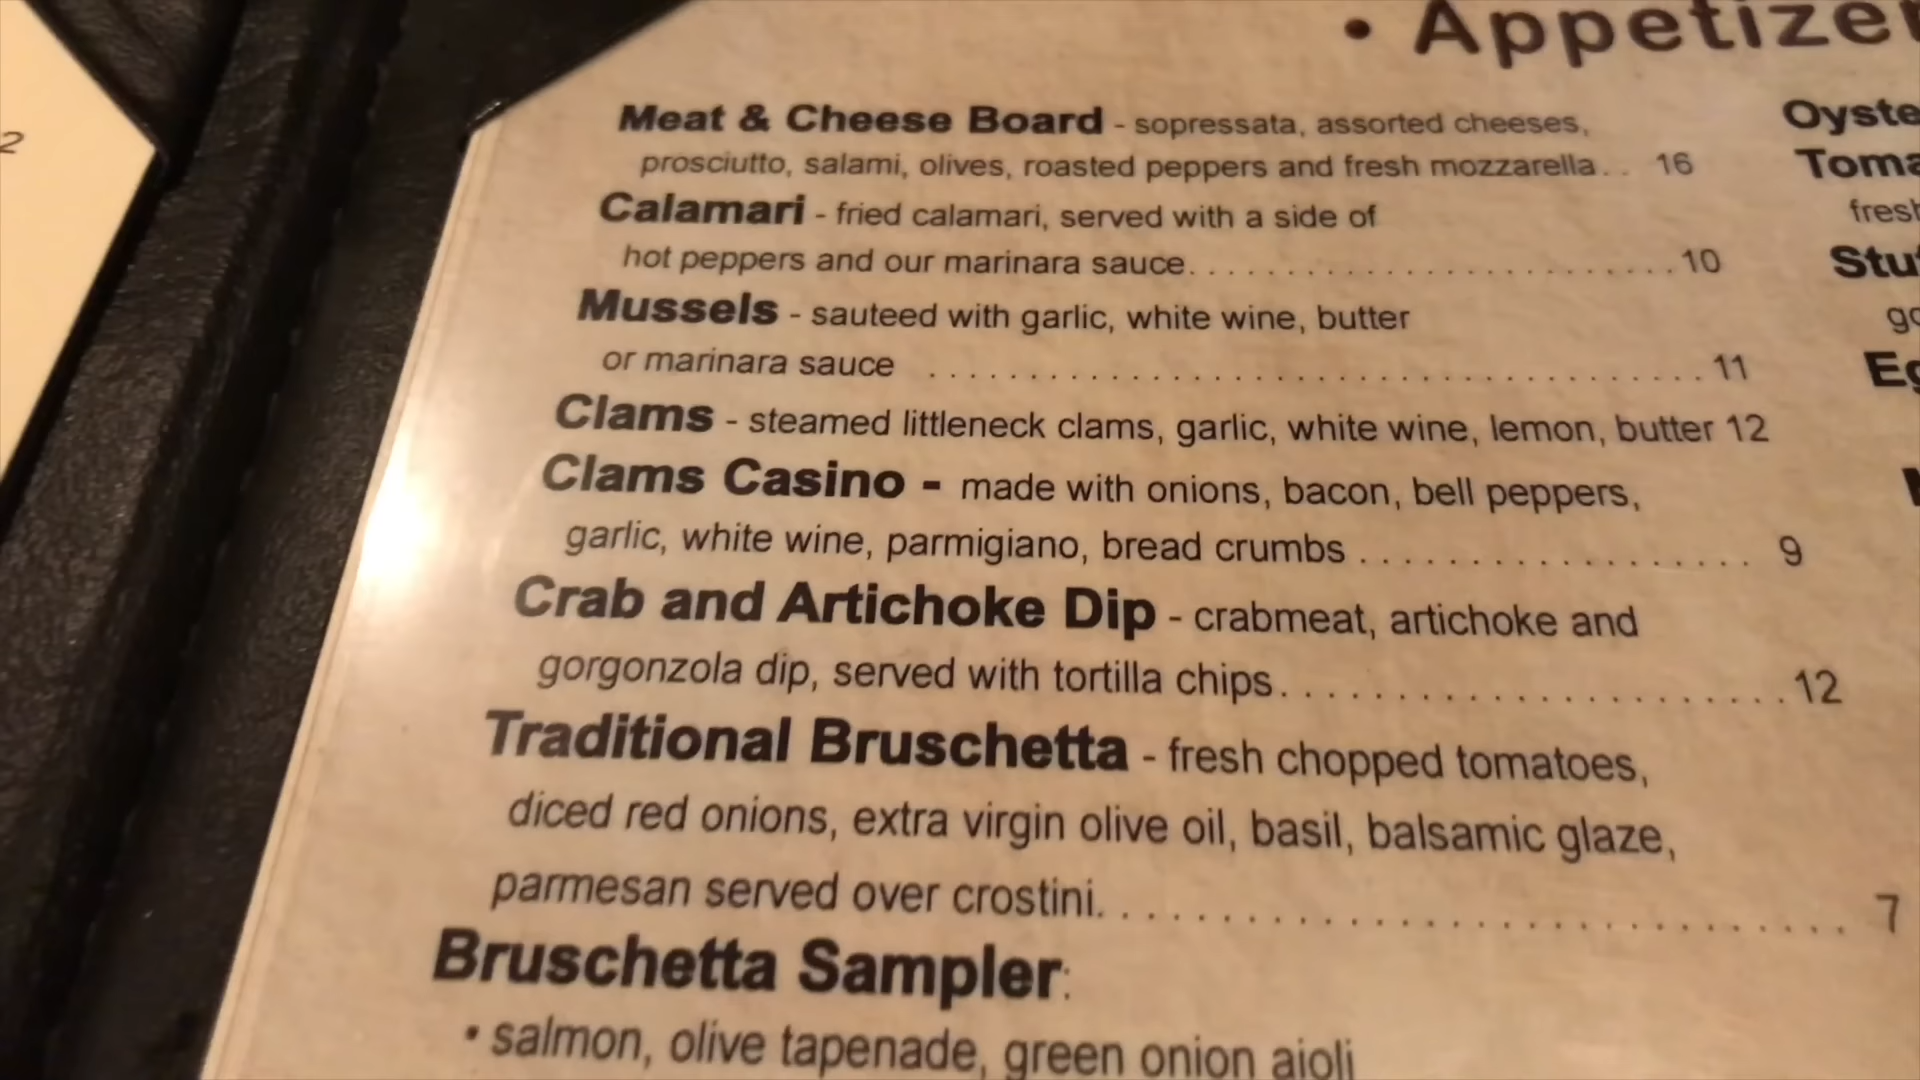 • Appetizer
Meat & Cheese Board - sopressata, assorted cheeses,
prosciutto, salami, olives, roasted peppers and fresh mozzarella. . 16
Calamari - fried calamari, served with a side of
hot peppers and our marinara sauce. . . . . . . . . . . . . . . . . . . . . . . . . 10
Mussels - sauteed with garlic, white wine, butter
or marinara sauce . . . . . . . . . . . . . . . . . . . . . . . . . . . . . . . . . . . . . 11
Clams - steamed littleneck clams, garlic, white wine, lemon, butter 12
Clams Casino - made with onions, bacon, bell peppers,
garlic, white wine, parmigiano, bread crumbs . . . . . . . . . . . . . . . . . . 9
Crab and Artichoke Dip - crabmeat, artichoke and
gorgonzola dip, served with tortilla chips. . . . . . . . . . . . . . . . . . . . . . 12
Traditional Bruschetta - fresh chopped tomatoes,
diced red onions, extra virgin olive oil, basil, balsamic glaze,
parmesan served over crostini. . . . . . . . . . . . . . . . . . . . . . . . . . . . . . 7
Bruschetta Sampler:
• salmon, olive tapenade, green onion aioli
Oyste
Toma
fresh
Stu
go
2